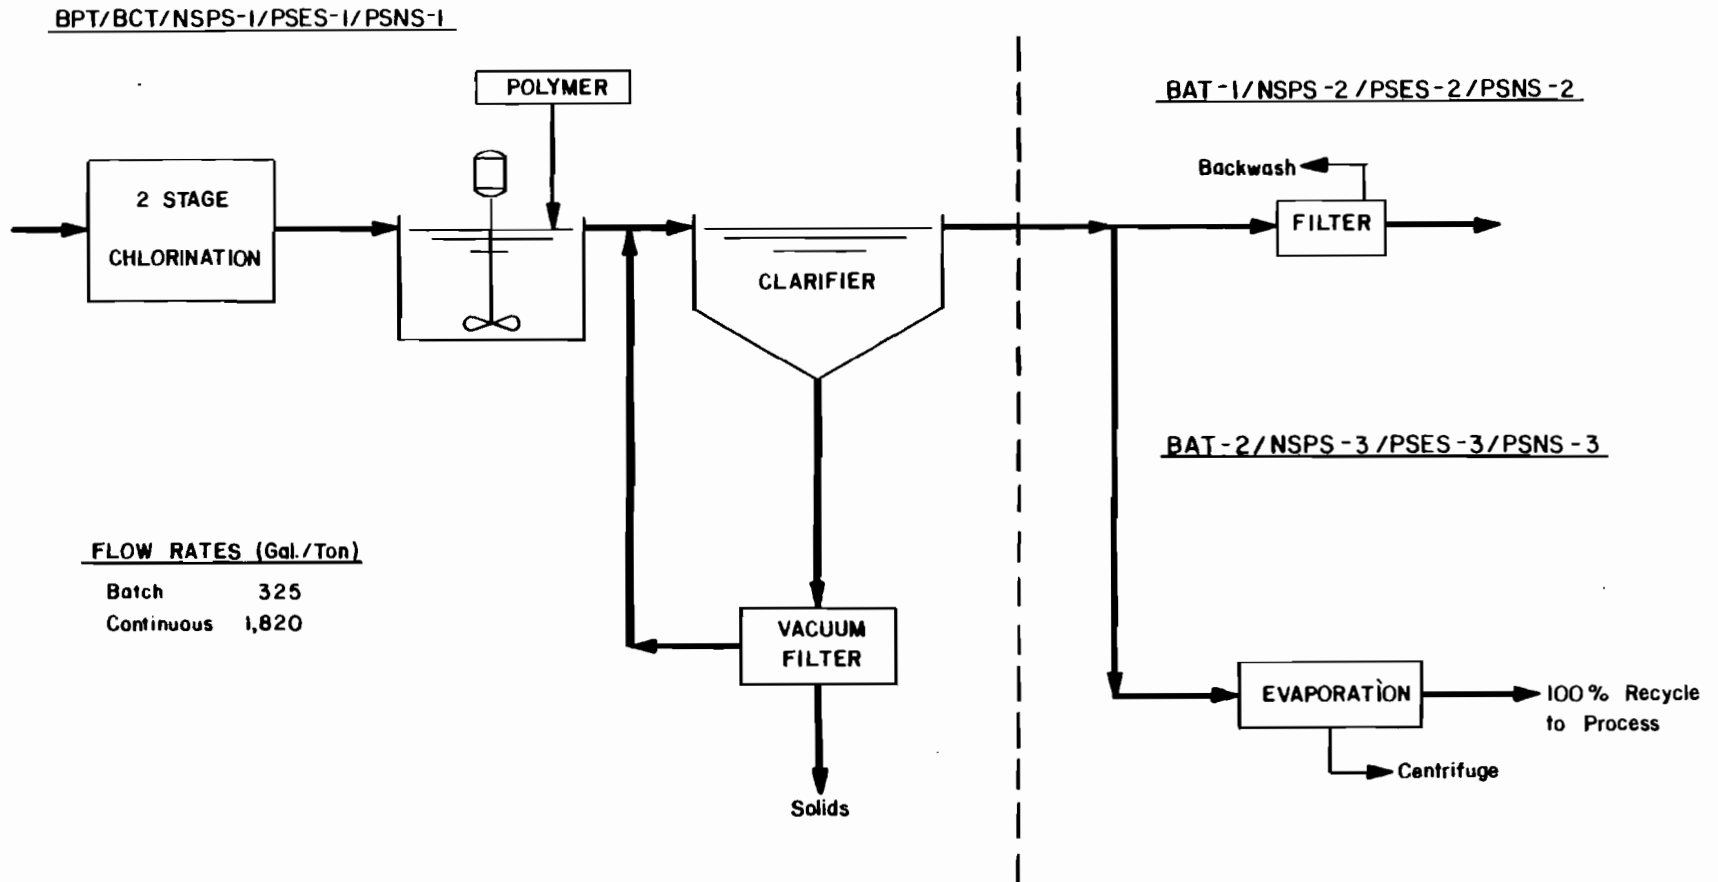 BPT/BCT/NSPS-1/PSES-1/PSNS-1
POLYMER
2 STAGE
CHLORINATION
CLARIFIER
VACUUM
FILTER
Solids
FLOW RATES (Gal./Ton)
Batch 325
Continuous 1,820
BAT-1/NSPS-2/PSES-2/PSNS-2
Backwash
FILTER
BAT-2/NSPS-3/PSES-3/PSNS-3
EVAPORATION
100% Recycle
to Process
Centrifuge